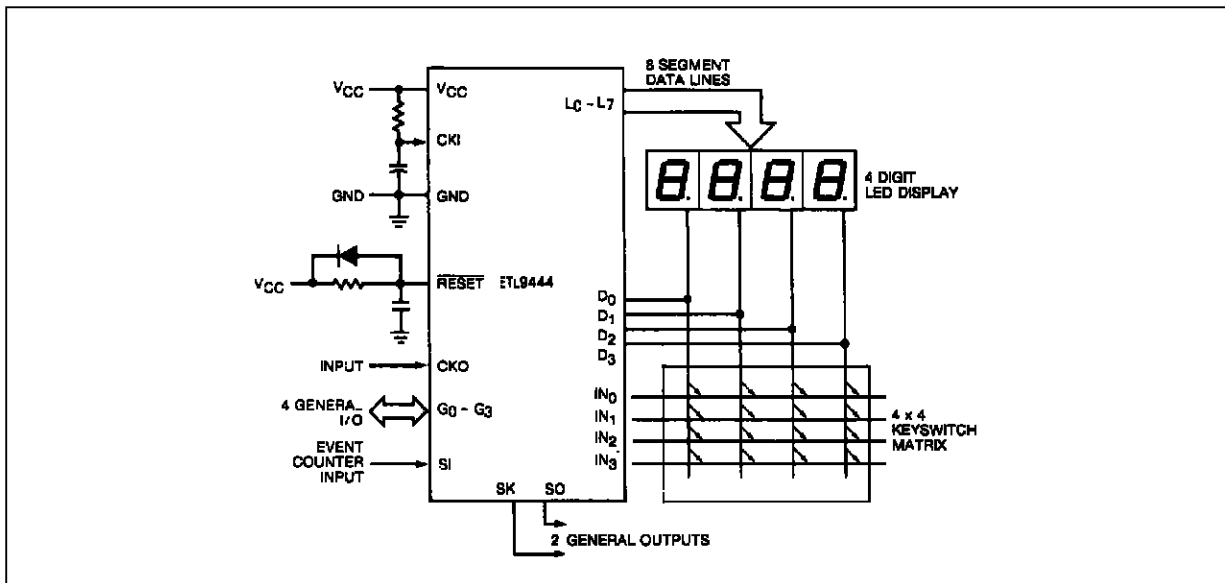 8 SEGMENT
DATA LINES
VCC
VCC
L0 - L7
CKI
GND
GND
4 DIGIT
LED DISPLAY
VCC
RESET
ETL9444
D0
D1
D2
D3
INPUT
CKO
4 GENERAL
I/O
G0 - G3
IN0
IN1
IN2
IN3
4 x 4
KEYSWITCH
MATRIX
EVENT
COUNTER
INPUT
SI
SK
SO
2 GENERAL OUTPUTS